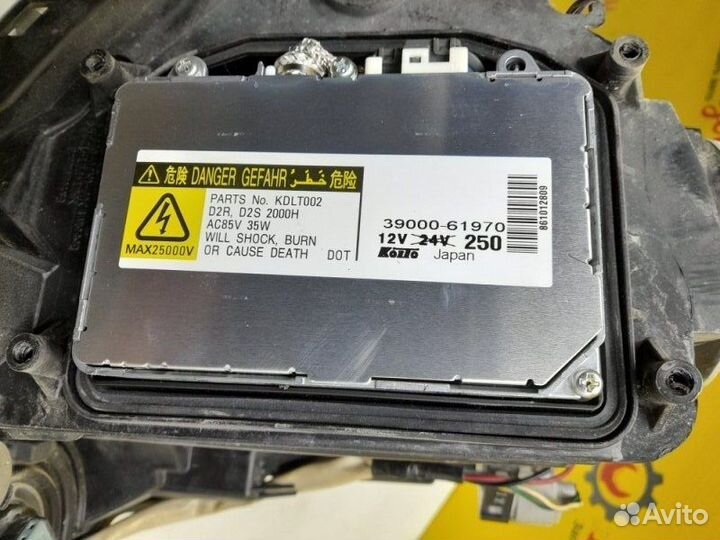 危険 DANGER GEFAHR خطر 危险
PARTS No. KDLT002
D2R, D2S 2000H
AC85V 35W
WILL SHOCK, BURN
OR CAUSE DEATH DOT
MAX25000V
39000-61970
12V 24V 250
Koito Japan
861012809
Avito